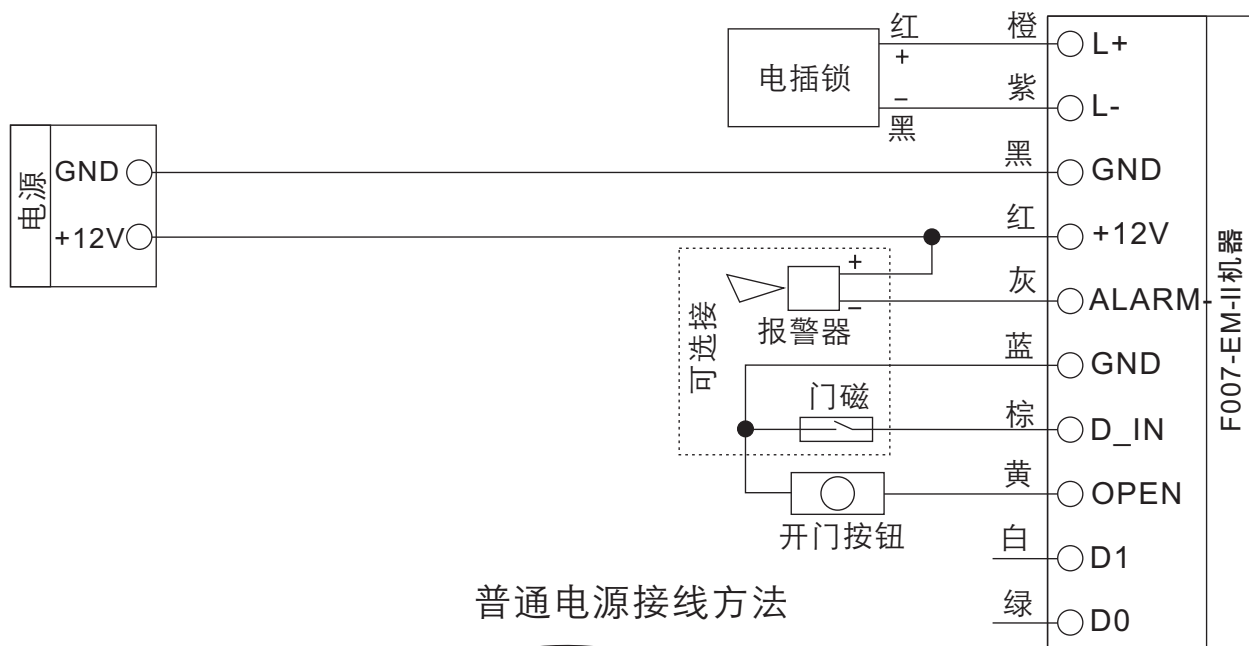 红 橙 L+
+
电插锁
紫
− L-
黑
黑 GND
GND
电源
红
+12V +12V
+ 灰
− ALARM-
报警器
可选接
蓝 GND
门磁
棕 D_IN
黄 OPEN
开门按钮
白 D1
绿 D0
F007-EM-II机器
普通电源接线方法